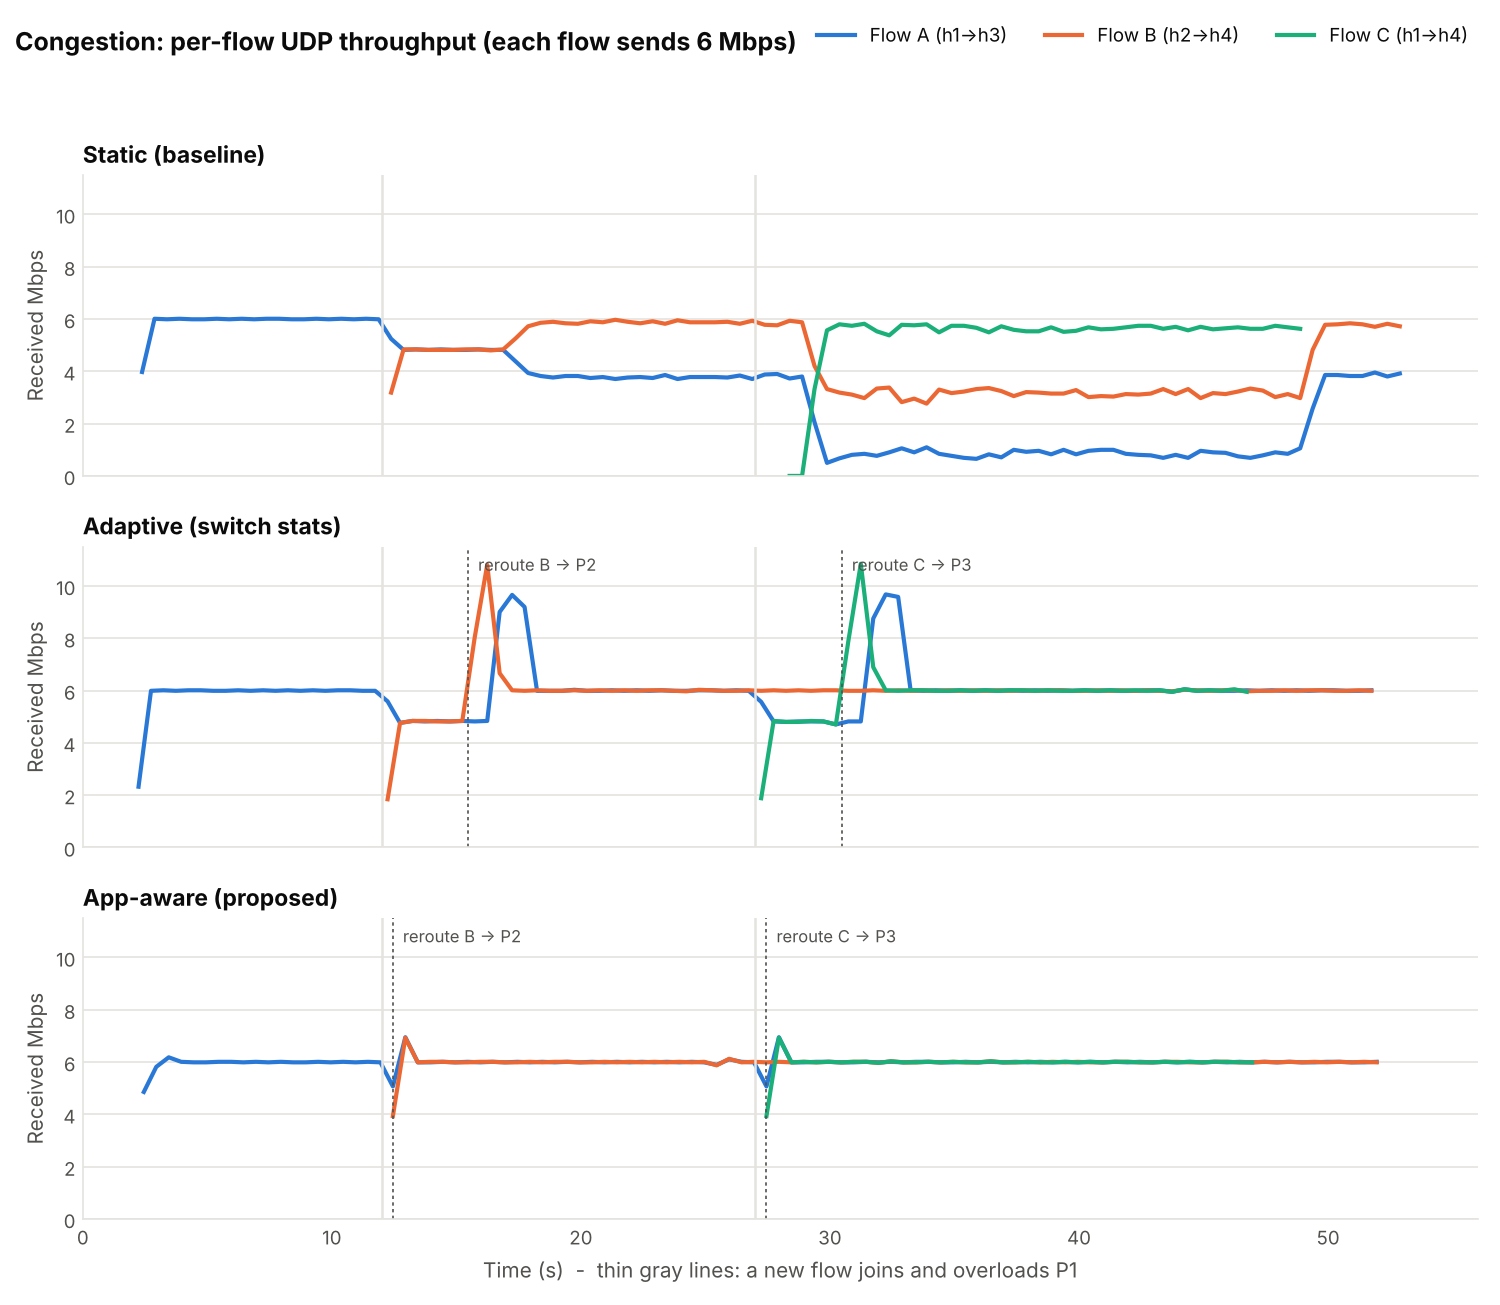 Congestion: per-flow UDP throughput (each flow sends 6 Mbps)
Flow A (h1→h3)
Flow B (h2→h4)
Flow C (h1→h4)
Static (baseline)
Received Mbps
10
8
6
4
2
0
Adaptive (switch stats)
reroute B → P2
reroute C → P3
Received Mbps
10
8
6
4
2
0
App-aware (proposed)
reroute B → P2
reroute C → P3
Received Mbps
10
8
6
4
2
0
0 10 20 30 40 50
Time (s) - thin gray lines: a new flow joins and overloads P1